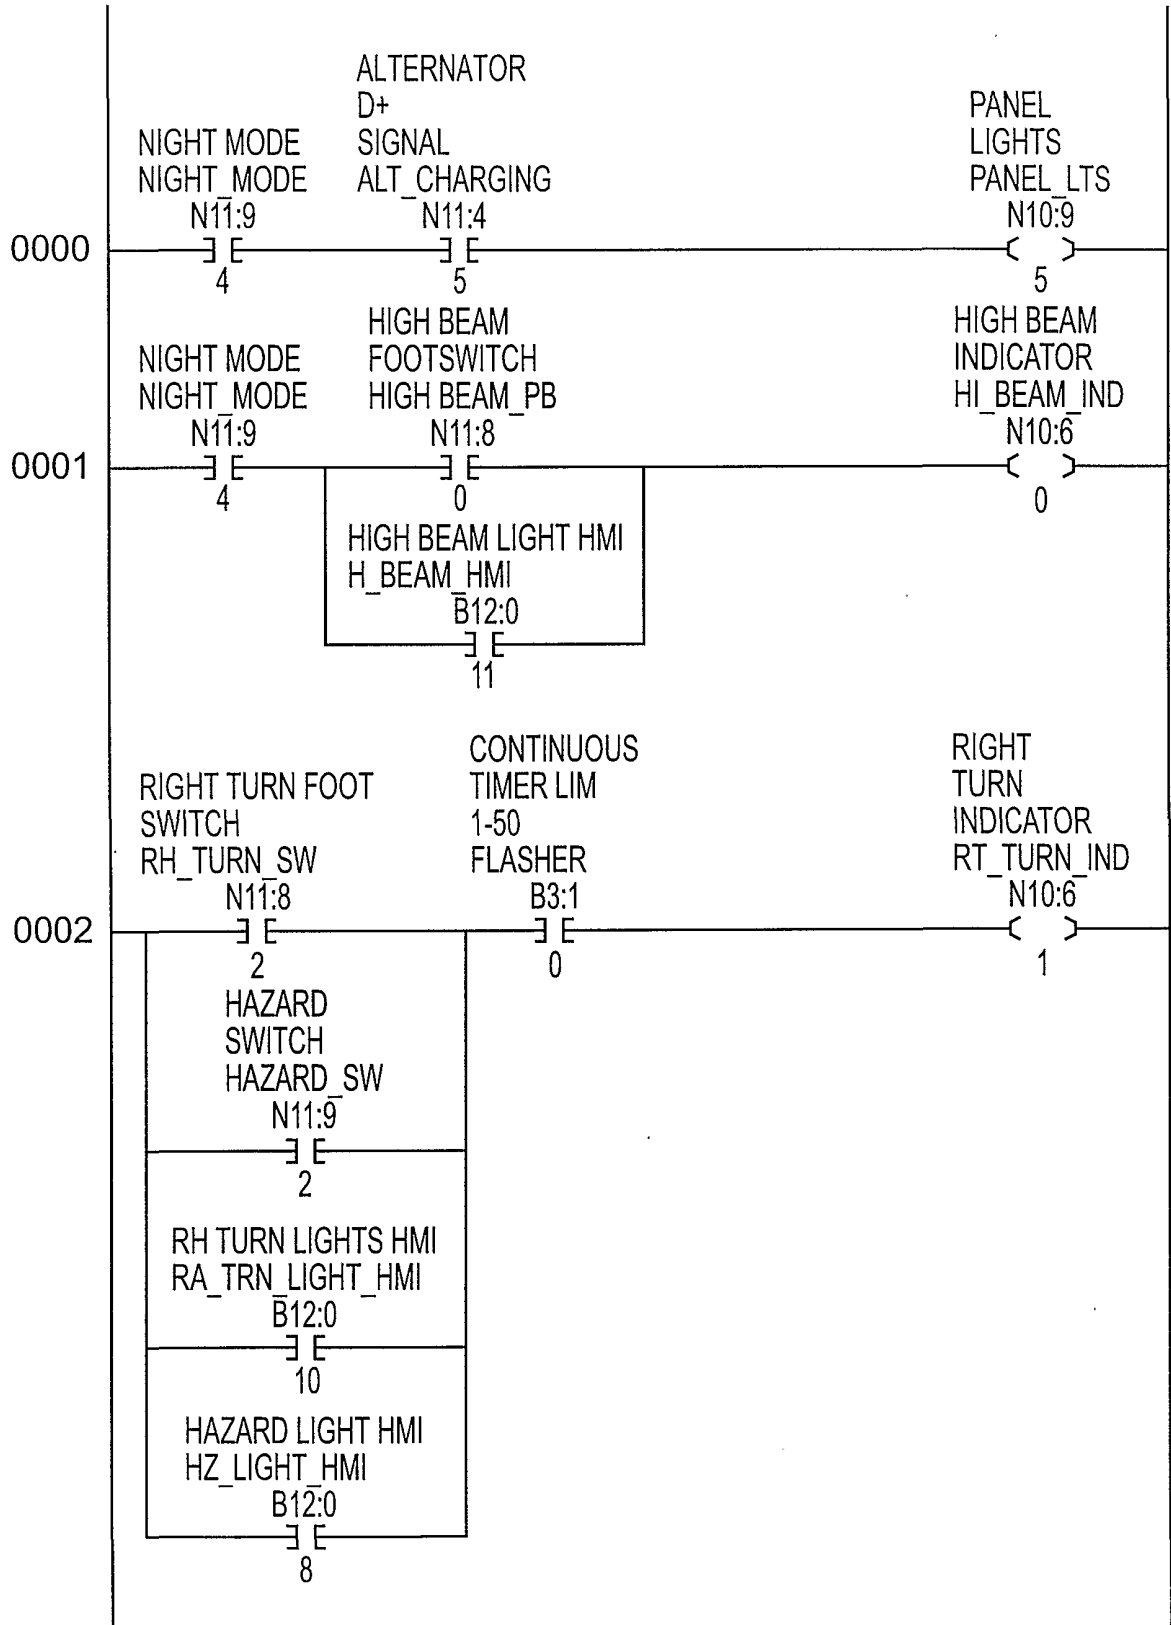 ALTERNATOR
D+
SIGNAL
ALT_CHARGING
N11:4
NIGHT MODE
NIGHT_MODE
N11:9
PANEL
LIGHTS
PANEL_LTS
N10:9
0000
4
5
5
NIGHT MODE
NIGHT_MODE
N11:9
HIGH BEAM
FOOTSWITCH
HIGH BEAM_PB
N11:8
HIGH BEAM
INDICATOR
HI_BEAM_IND
N10:6
0001
4
0
0
HIGH BEAM LIGHT HMI
H_BEAM_HMI
B12:0
11
RIGHT TURN FOOT
SWITCH
RH_TURN_SW
N11:8
CONTINUOUS
TIMER LIM
1-50
FLASHER
B3:1
RIGHT
TURN
INDICATOR
RT_TURN_IND
N10:6
0002
2
0
1
HAZARD
SWITCH
HAZARD_SW
N11:9
2
RH TURN LIGHTS HMI
RA_TRN_LIGHT_HMI
B12:0
10
HAZARD LIGHT HMI
HZ_LIGHT_HMI
B12:0
8